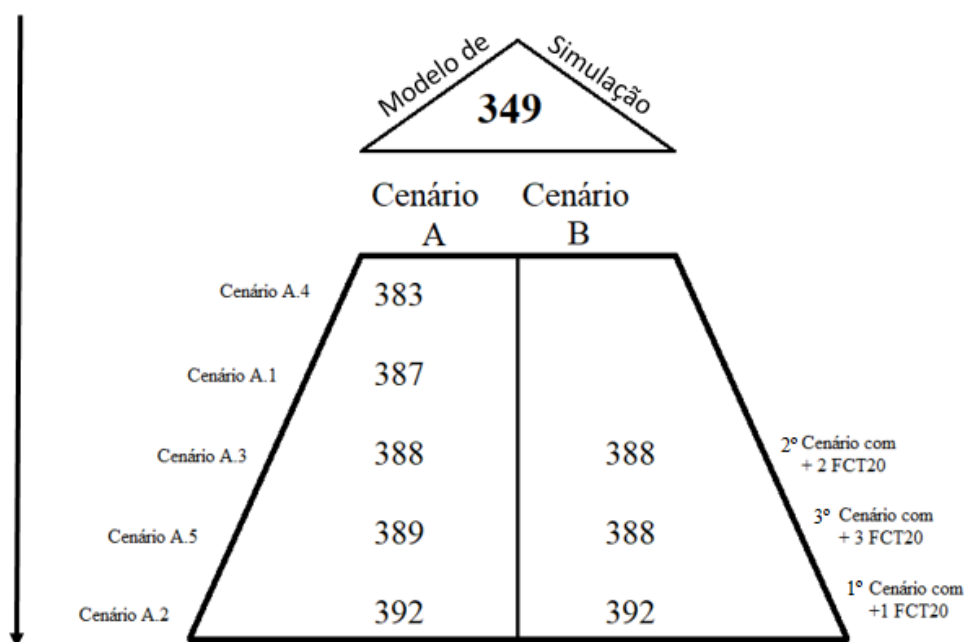 Modelo de Simulação
349
Cenário Cenário
A B
Cenário A.4 383
Cenário A.1 387
Cenário A.3 388 388 2º Cenário com
+ 2 FCT20
Cenário A.5 389 388 3º Cenário com
+ 3 FCT20
Cenário A.2 392 392 1º Cenário com
+1 FCT20